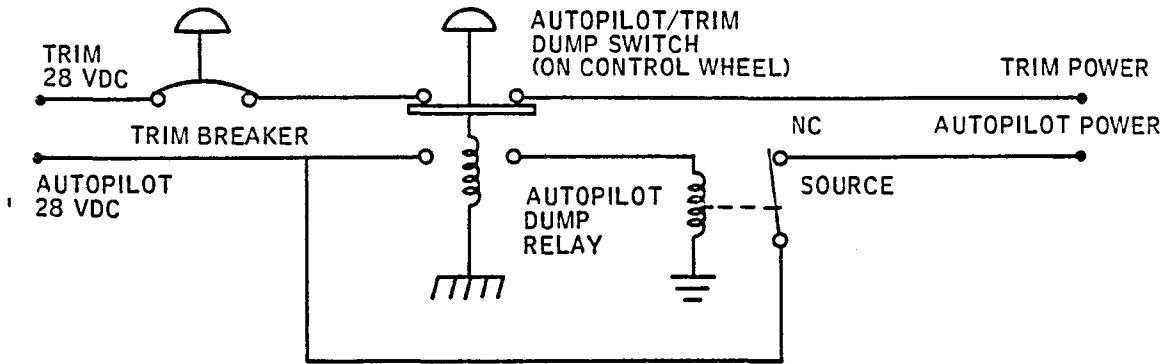 AUTOPILOT/TRIM
DUMP SWITCH
(ON CONTROL WHEEL)
TRIM
28 VDC
TRIM POWER
TRIM BREAKER
NC
AUTOPILOT POWER
AUTOPILOT
28 VDC
SOURCE
AUTOPILOT
DUMP
RELAY